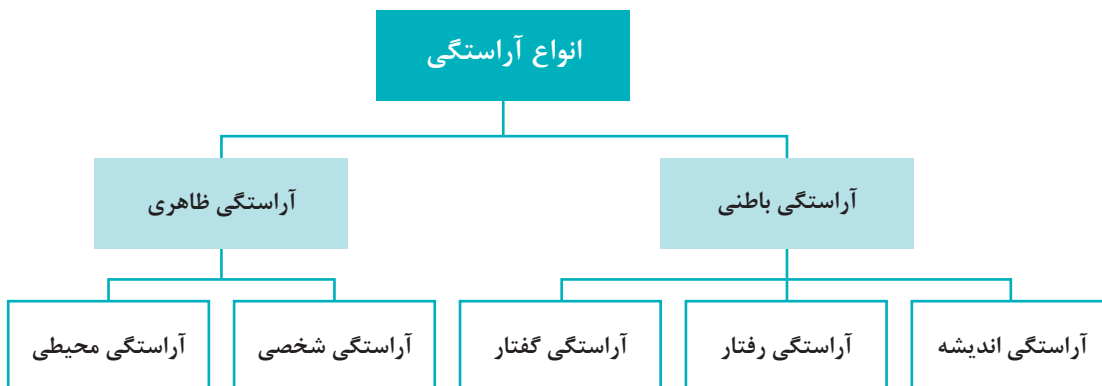 انواع آراستگی
آراستگی باطنی
آراستگی ظاهری
آراستگی اندیشه
آراستگی رفتار
آراستگی گفتار
آراستگی شخصی
آراستگی محیطی